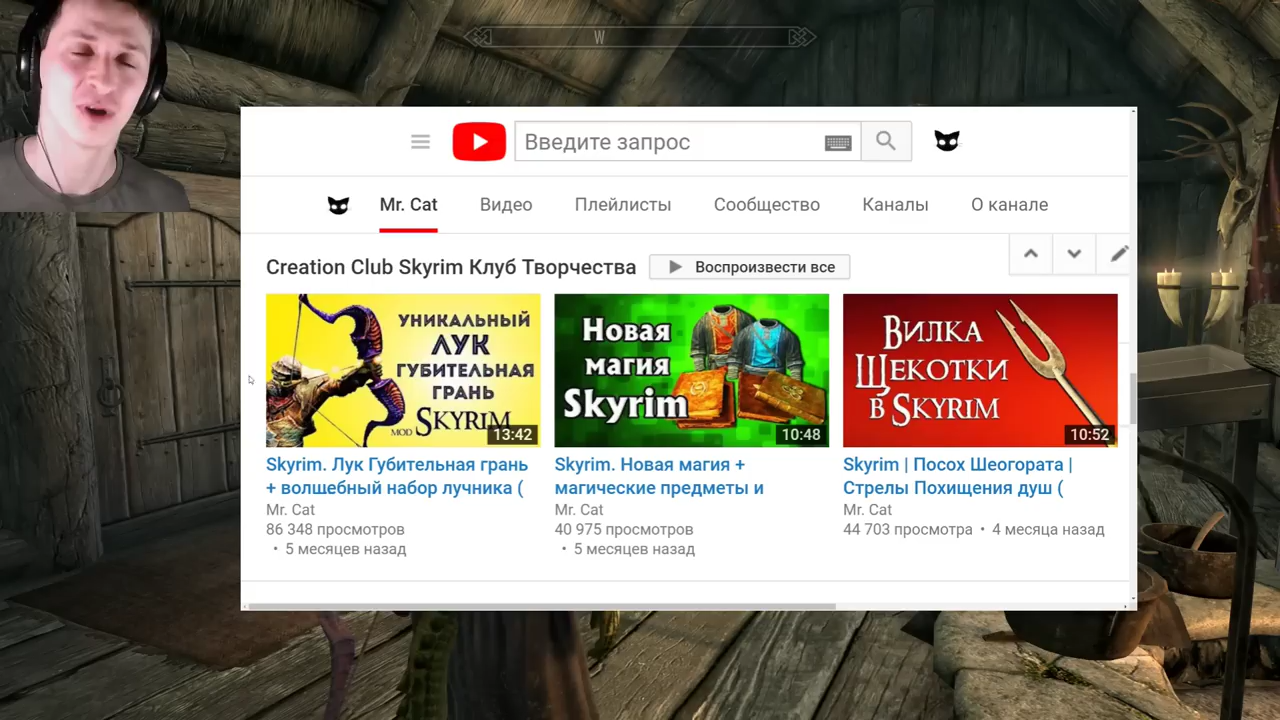 W
Введите запрос
Mr. Cat Видео Плейлисты Сообщество Каналы О канале
Creation Club Skyrim Клуб Творчества Воспроизвести все
УНИКАЛЬНЫЙ
ЛУК
ГУБИТЕЛЬНАЯ
ГРАНЬ
MOD SKYRIM
13:42
Новая
магия
Skyrim
10:48
Вилка
Щекотки
в Skyrim
10:52
Skyrim. Лук Губительная грань
+ волшебный набор лучника (
Mr. Cat
86 348 просмотров
• 5 месяцев назад
Skyrim. Новая магия +
магические предметы и
Mr. Cat
40 975 просмотров
• 5 месяцев назад
Skyrim | Посох Шеогората |
Стрелы Похищения душ (
Mr. Cat
44 703 просмотра • 4 месяца назад